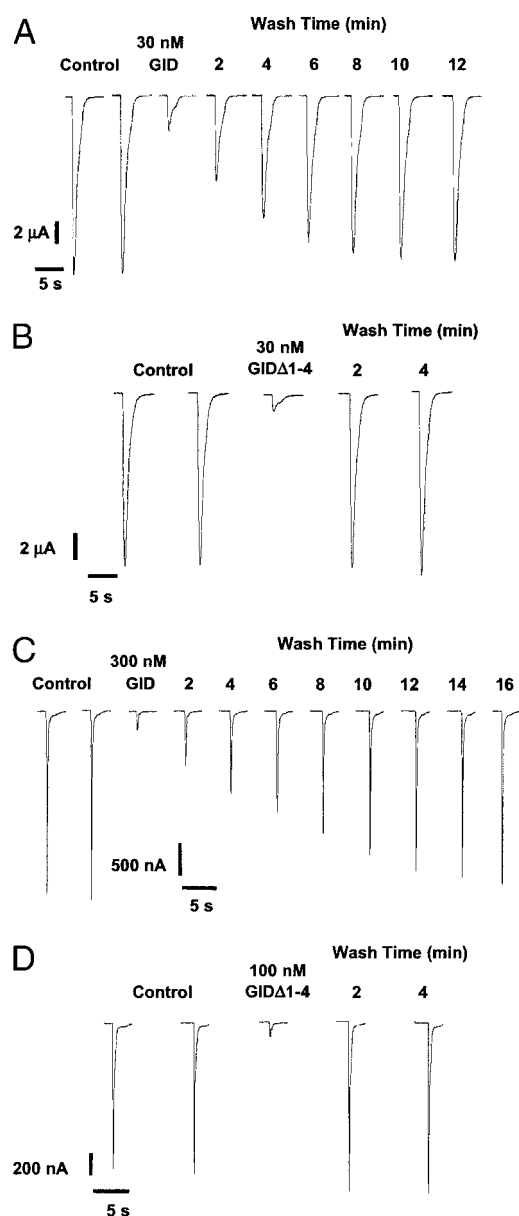 A
Wash Time (min)
30 nM
Control GID 2 4 6 8 10 12
2 μA
5 s
B
Wash Time (min)
30 nM
Control GIDΔ1-4 2 4
2 μA
5 s
C
Wash Time (min)
300 nM
Control GID 2 4 6 8 10 12 14 16
500 nA
5 s
D
Wash Time (min)
100 nM
Control GIDΔ1-4 2 4
200 nA
5 s